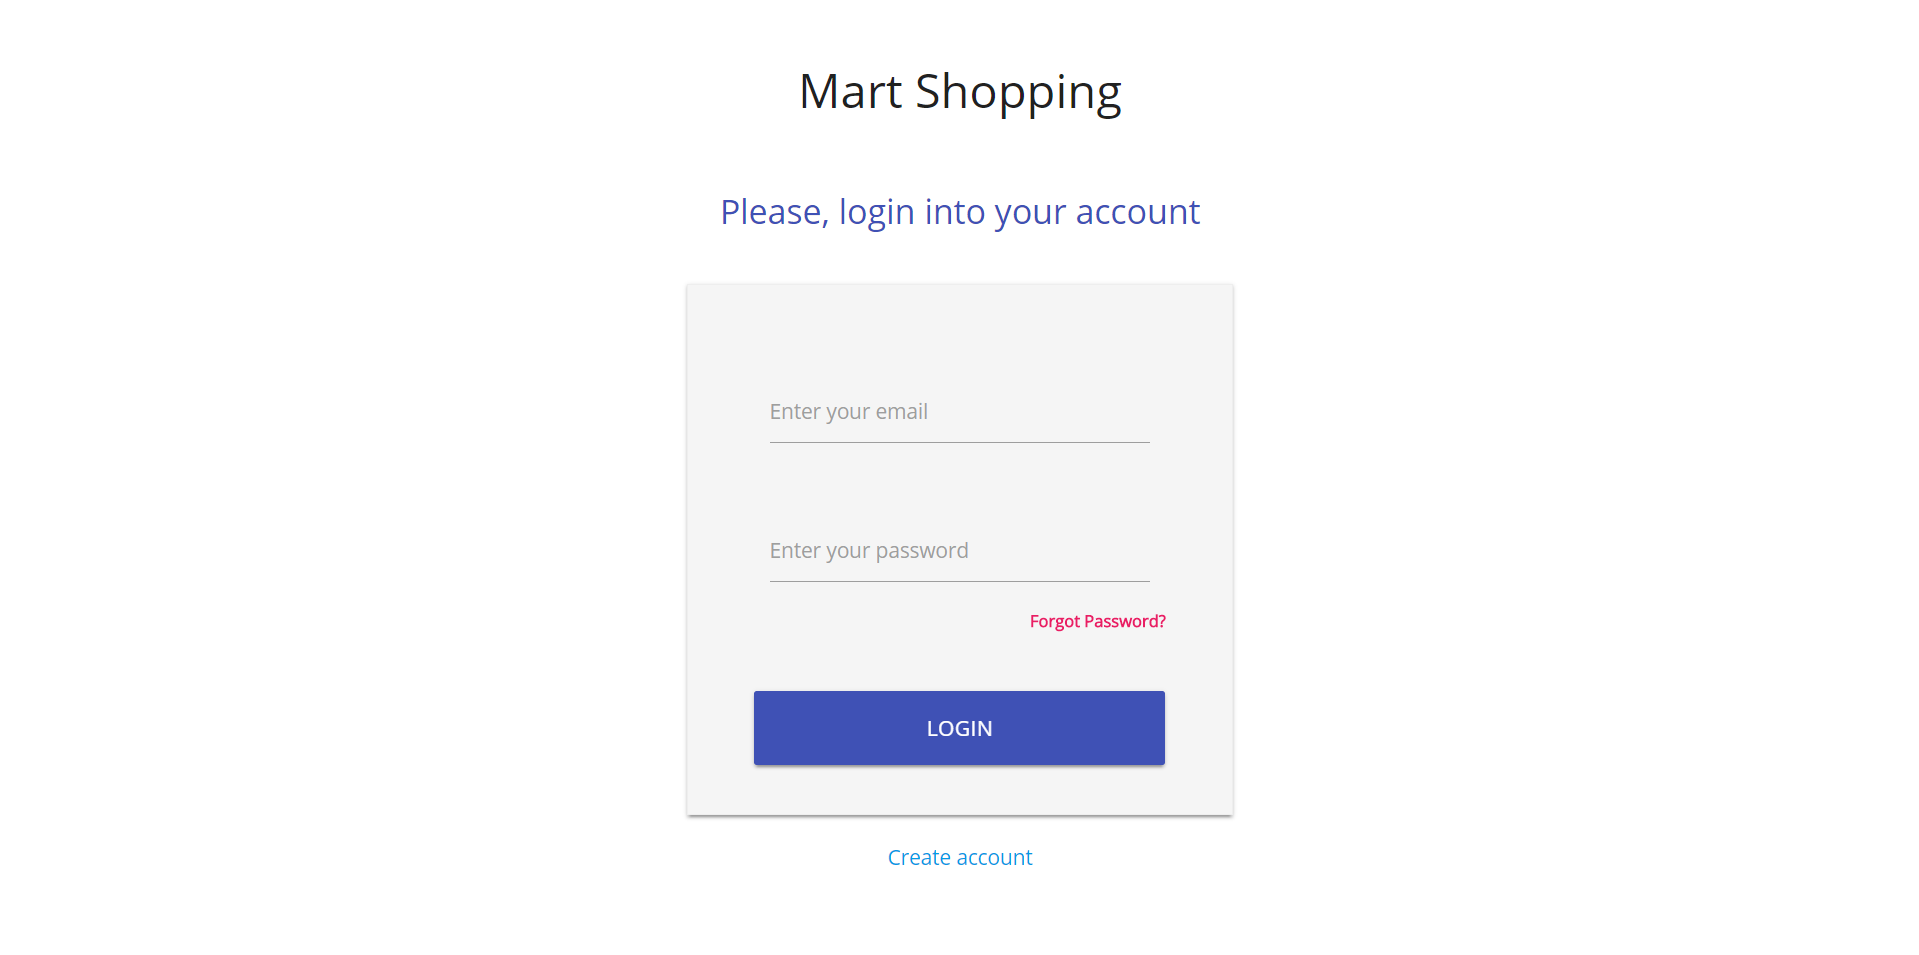 Mart Shopping
Please, login into your account
Enter your email
Enter your password
Forgot Password?
LOGIN
Create account